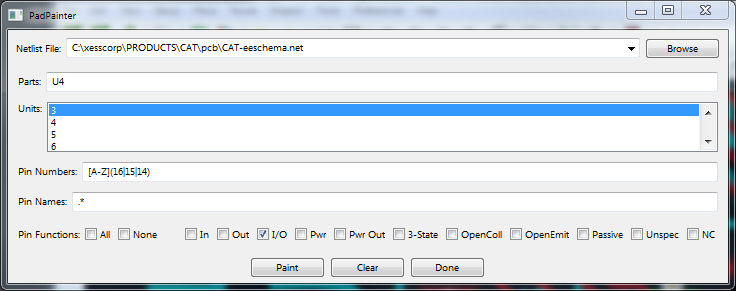 PadPainter
Netlist File: C:\xesscorp\PRODUCTS\CAT\pcb\CAT-eeschema.net Browse
Parts: U4
Units: 3
4
5
6
Pin Numbers: [A-Z](16|15|14)
Pin Names: .*
Pin Functions: All None In Out I/O Pwr Pwr Out 3-State OpenColl OpenEmit Passive Unspec NC
Paint Clear Done